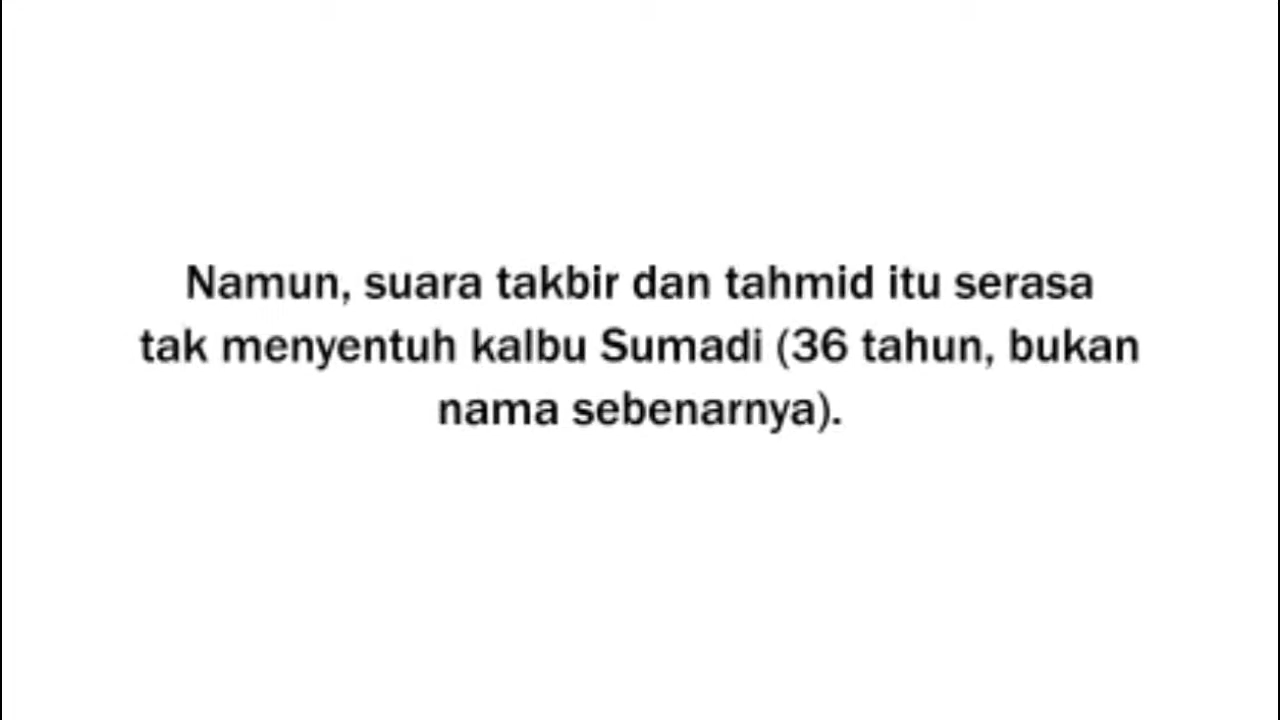 Namun, suara takbir dan tahmid itu serasa
tak menyentuh kalbu Sumadi (36 tahun, bukan
nama sebenarnya).